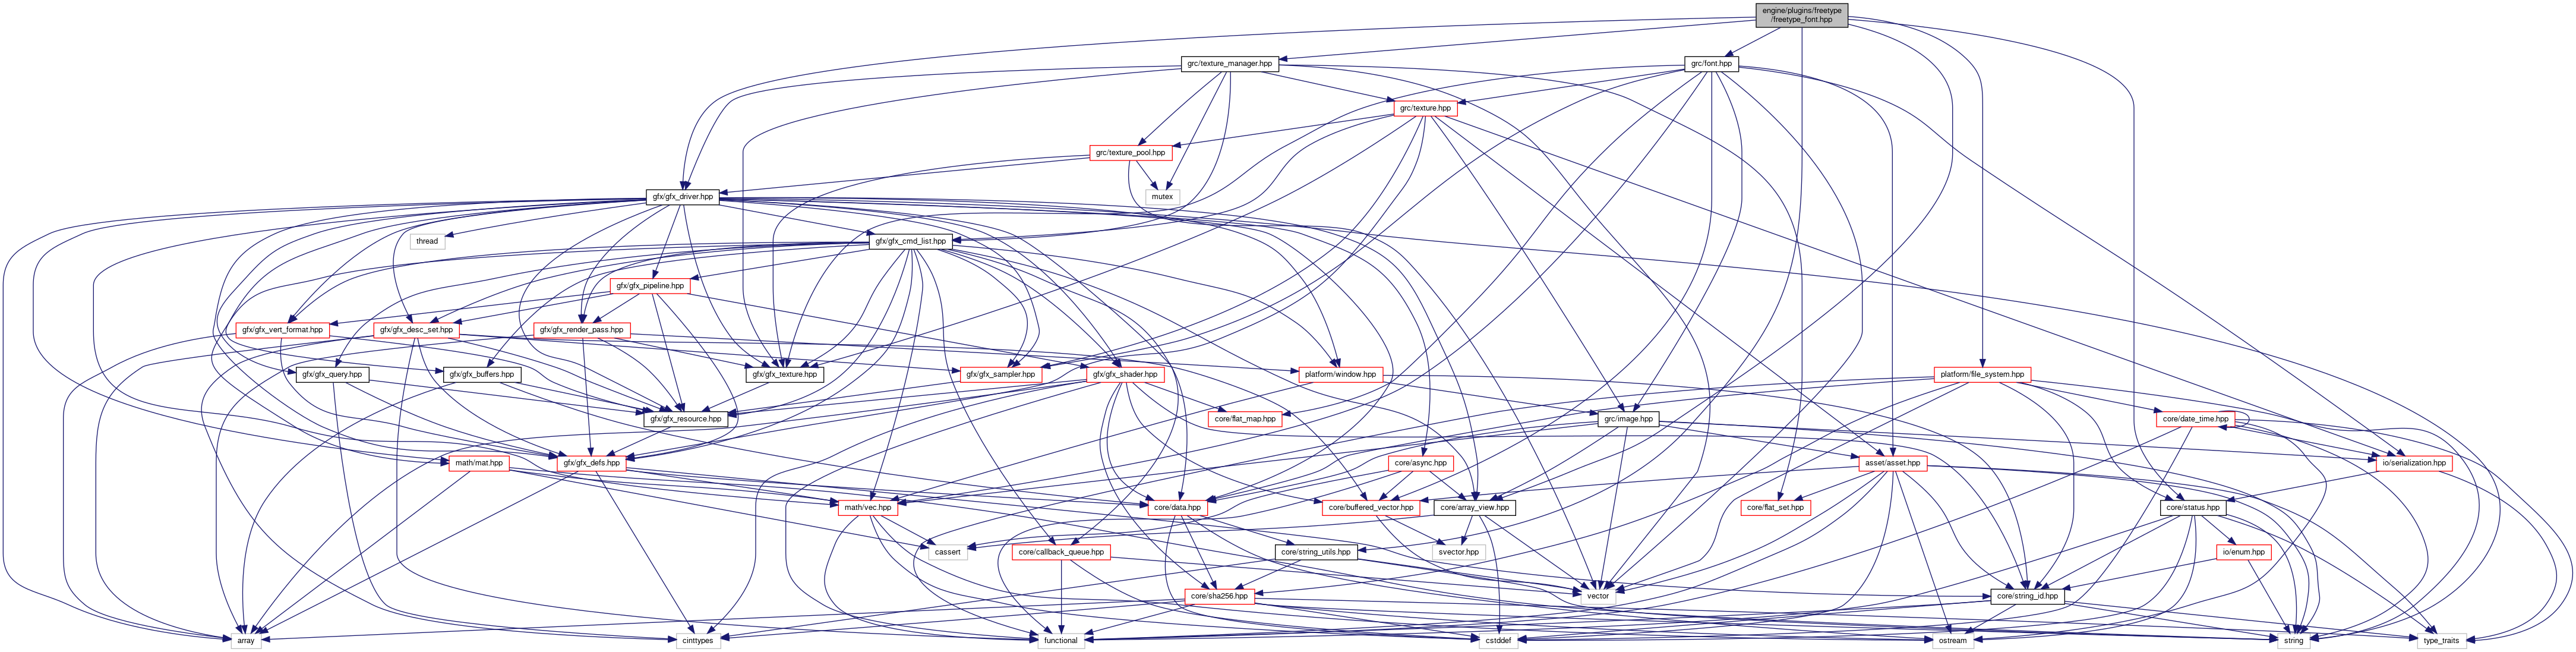 engine/plugins/freetype
/freetype_font.hpp
grc/texture_manager.hpp
grc/font.hpp
grc/texture.hpp
grc/texture_pool.hpp
gfx/gfx_driver.hpp
mutex
thread
gfx/gfx_cmd_list.hpp
gfx/gfx_pipeline.hpp
gfx/gfx_vert_format.hpp
gfx/gfx_desc_set.hpp
gfx/gfx_render_pass.hpp
gfx/gfx_query.hpp
gfx/gfx_buffers.hpp
gfx/gfx_texture.hpp
gfx/gfx_sampler.hpp
gfx/gfx_shader.hpp
platform/window.hpp
platform/file_system.hpp
gfx/gfx_resource.hpp
core/flat_map.hpp
grc/image.hpp
core/date_time.hpp
math/mat.hpp
gfx/gfx_defs.hpp
core/async.hpp
asset/asset.hpp
io/serialization.hpp
math/vec.hpp
core/data.hpp
core/buffered_vector.hpp
core/array_view.hpp
core/flat_set.hpp
core/status.hpp
cassert
core/callback_queue.hpp
core/string_utils.hpp
svector.hpp
io/enum.hpp
core/sha256.hpp
vector
core/string_id.hpp
array
cinttypes
functional
cstddef
ostream
string
type_traits